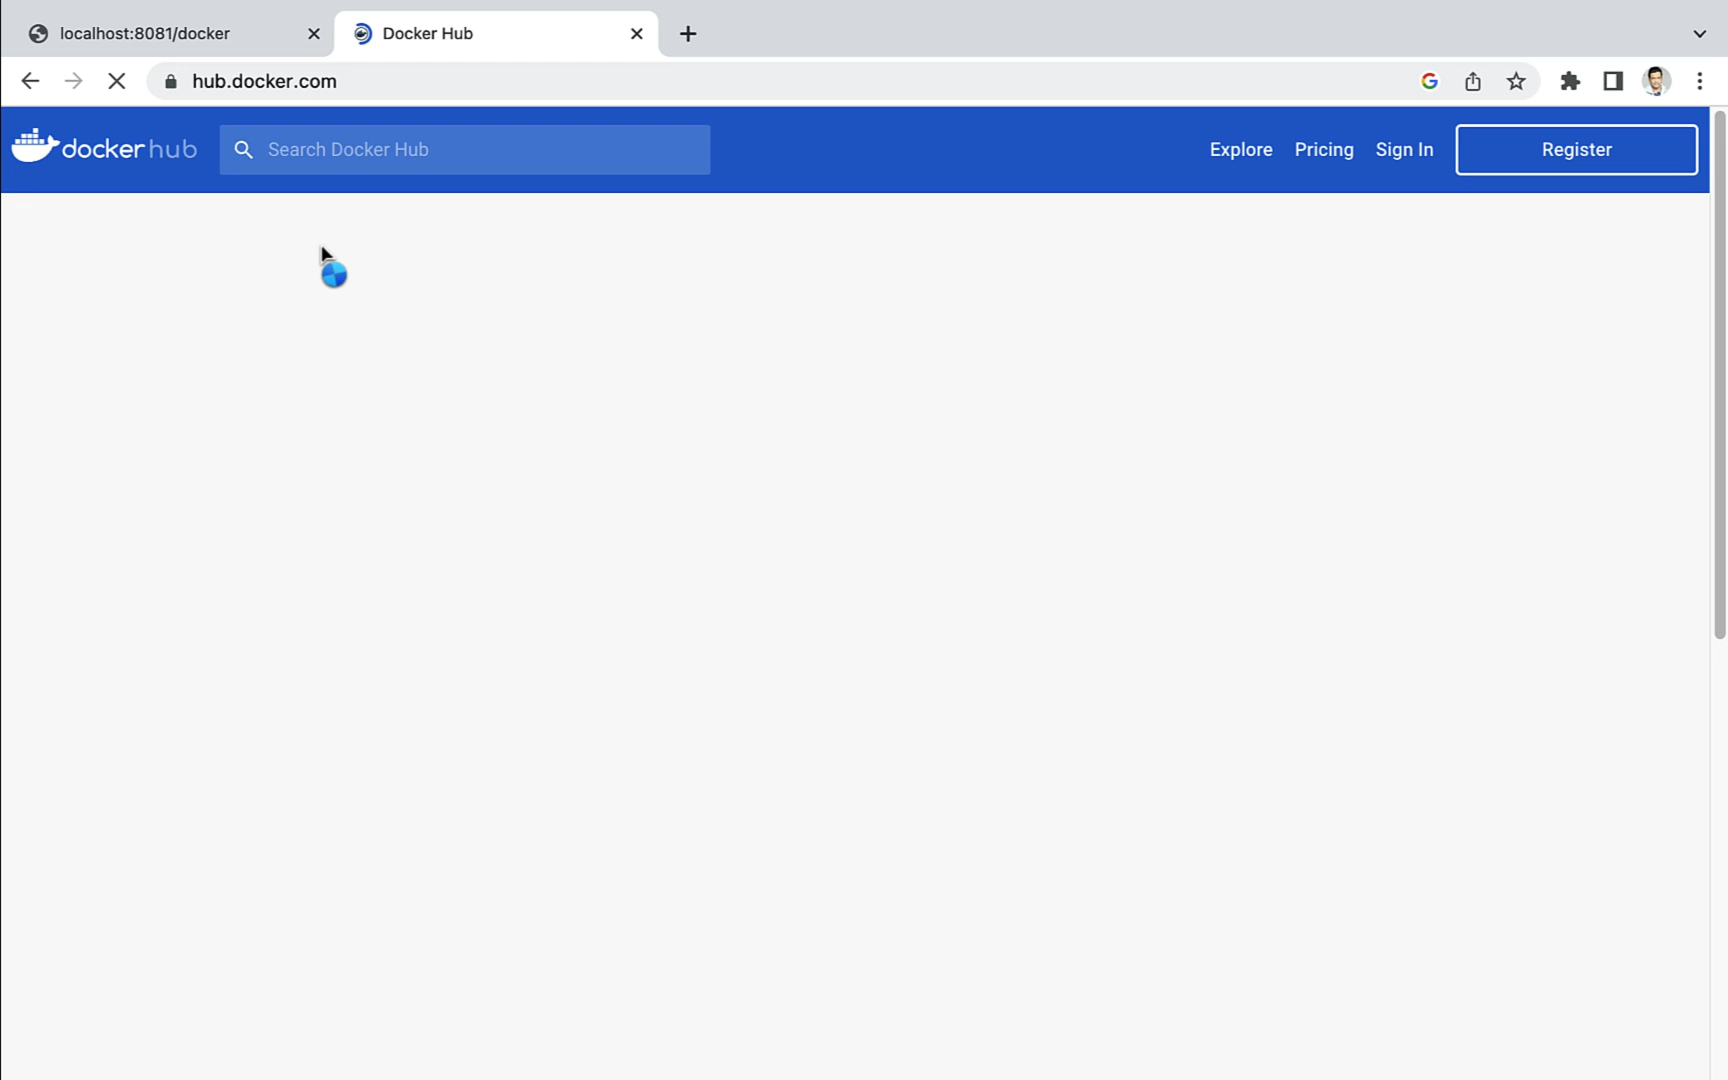 localhost:8081/docker
Docker Hub
hub.docker.com
docker hub
Search Docker Hub
Explore
Pricing
Sign In
Register